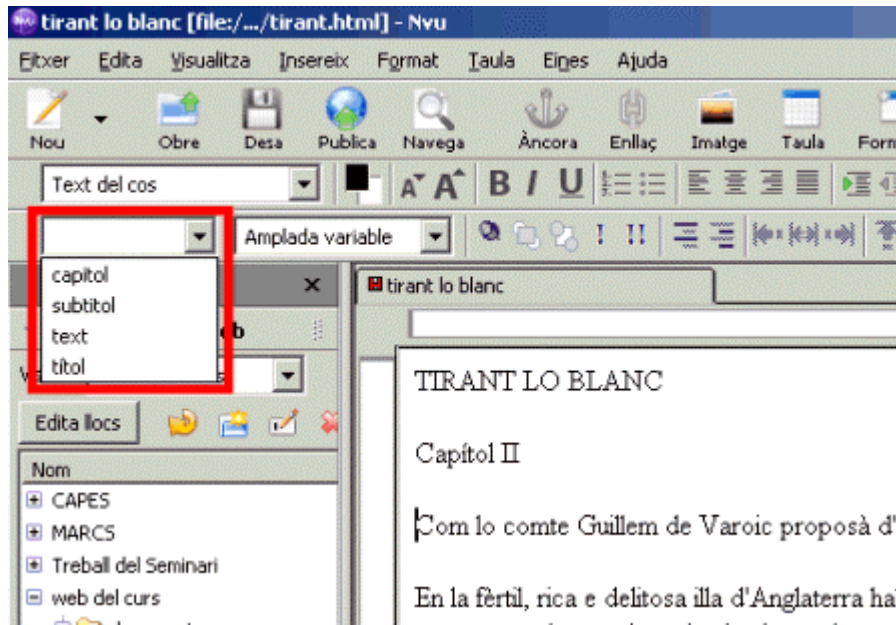 tirant lo blanc [file:/.../tirant.html] - Nvu
Fitxer Edita Visualitza Insereix Format Taula Eines Ajuda
Nou Obre Desa Publica Navega Àncora Enllaç Imatge Taula Form
Text del cos A A B I U
Amplada variable
capitol
subtitol
text
títol
tirant lo blanc
Edita llocs
Nom
CAPES
MARCS
Treball del Seminari
web del curs
TIRANT LO BLANC
Capítol II
Com lo comte Guillem de Varoic proposà d'
En la fèrtil, rica e delitosa illa d'Anglaterra ha